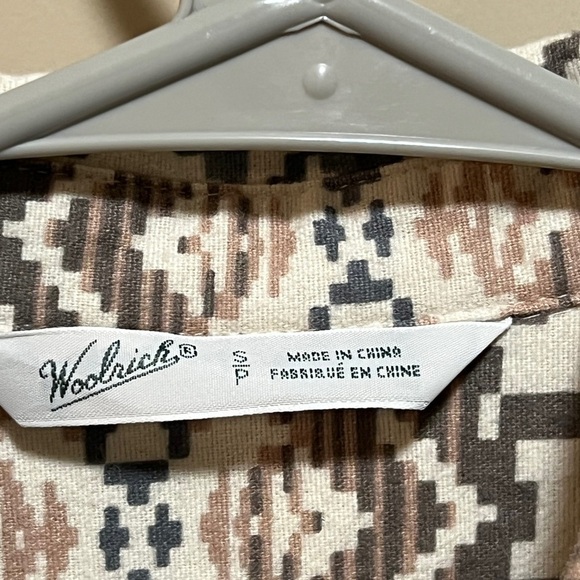 Woolrich®
S
P
MADE IN CHINA
FABRIQUÉ EN CHINE